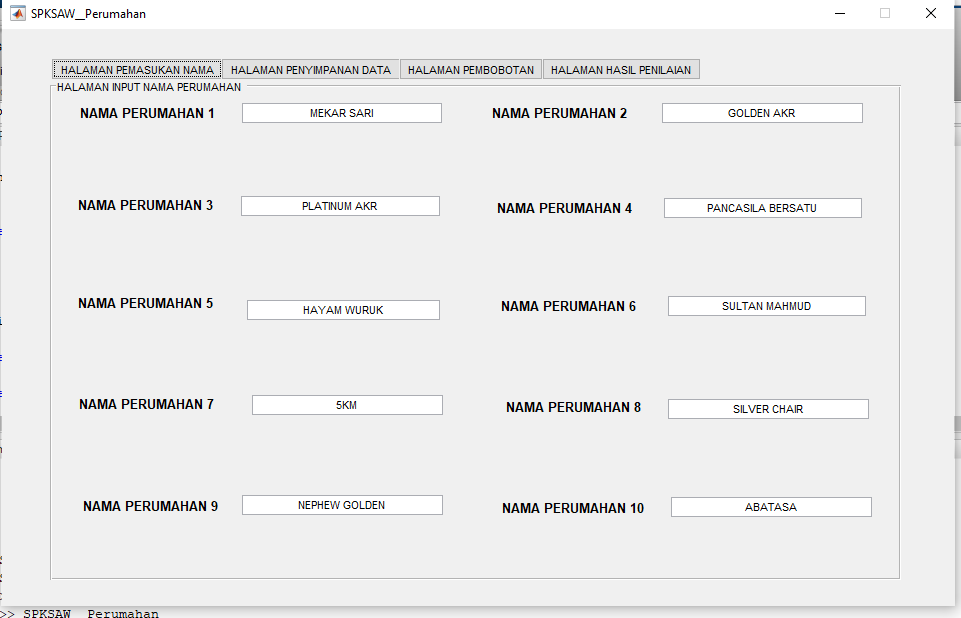 SPKSAW__Perumahan
HALAMAN PEMASUKAN NAMA HALAMAN PENYIMPANAN DATA HALAMAN PEMBOBOTAN HALAMAN HASIL PENILAIAN
HALAMAN INPUT NAMA PERUMAHAN
NAMA PERUMAHAN 1 MEKAR SARI NAMA PERUMAHAN 2 GOLDEN AKR
NAMA PERUMAHAN 3 PLATINUM AKR NAMA PERUMAHAN 4 PANCASILA BERSATU
NAMA PERUMAHAN 5 HAYAM WURUK NAMA PERUMAHAN 6 SULTAN MAHMUD
NAMA PERUMAHAN 7 5KM NAMA PERUMAHAN 8 SILVER CHAIR
NAMA PERUMAHAN 9 NEPHEW GOLDEN NAMA PERUMAHAN 10 ABATASA
>> SPKSAW__Perumahan